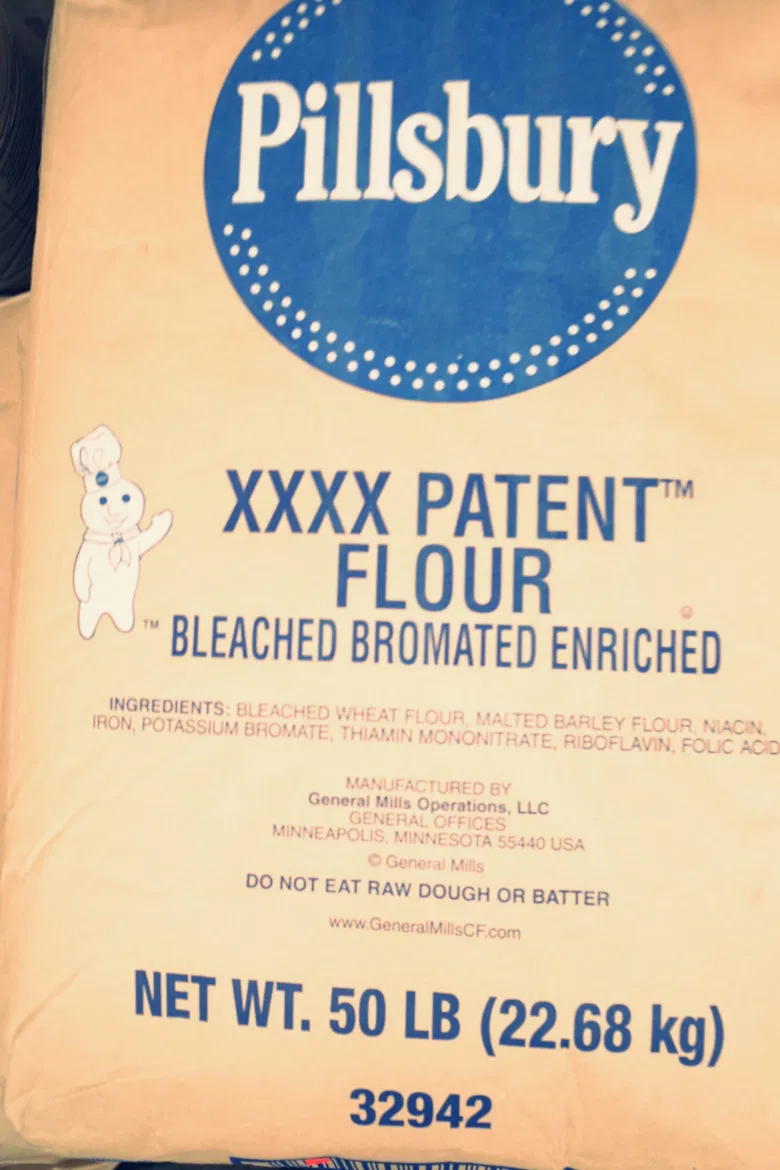 Pillsbury
XXXX PATENT™
FLOUR
™ BLEACHED BROMATED ENRICHED
INGREDIENTS: BLEACHED WHEAT FLOUR, MALTED BARLEY FLOUR, NIACIN,
IRON, POTASSIUM BROMATE, THIAMIN MONONITRATE, RIBOFLAVIN, FOLIC ACID
MANUFACTURED BY
General Mills Operations, LLC
GENERAL OFFICES
MINNEAPOLIS, MINNESOTA 55440 USA
© General Mills
DO NOT EAT RAW DOUGH OR BATTER
www.GeneralMillsCF.com
NET WT. 50 LB (22.68 kg)
32942